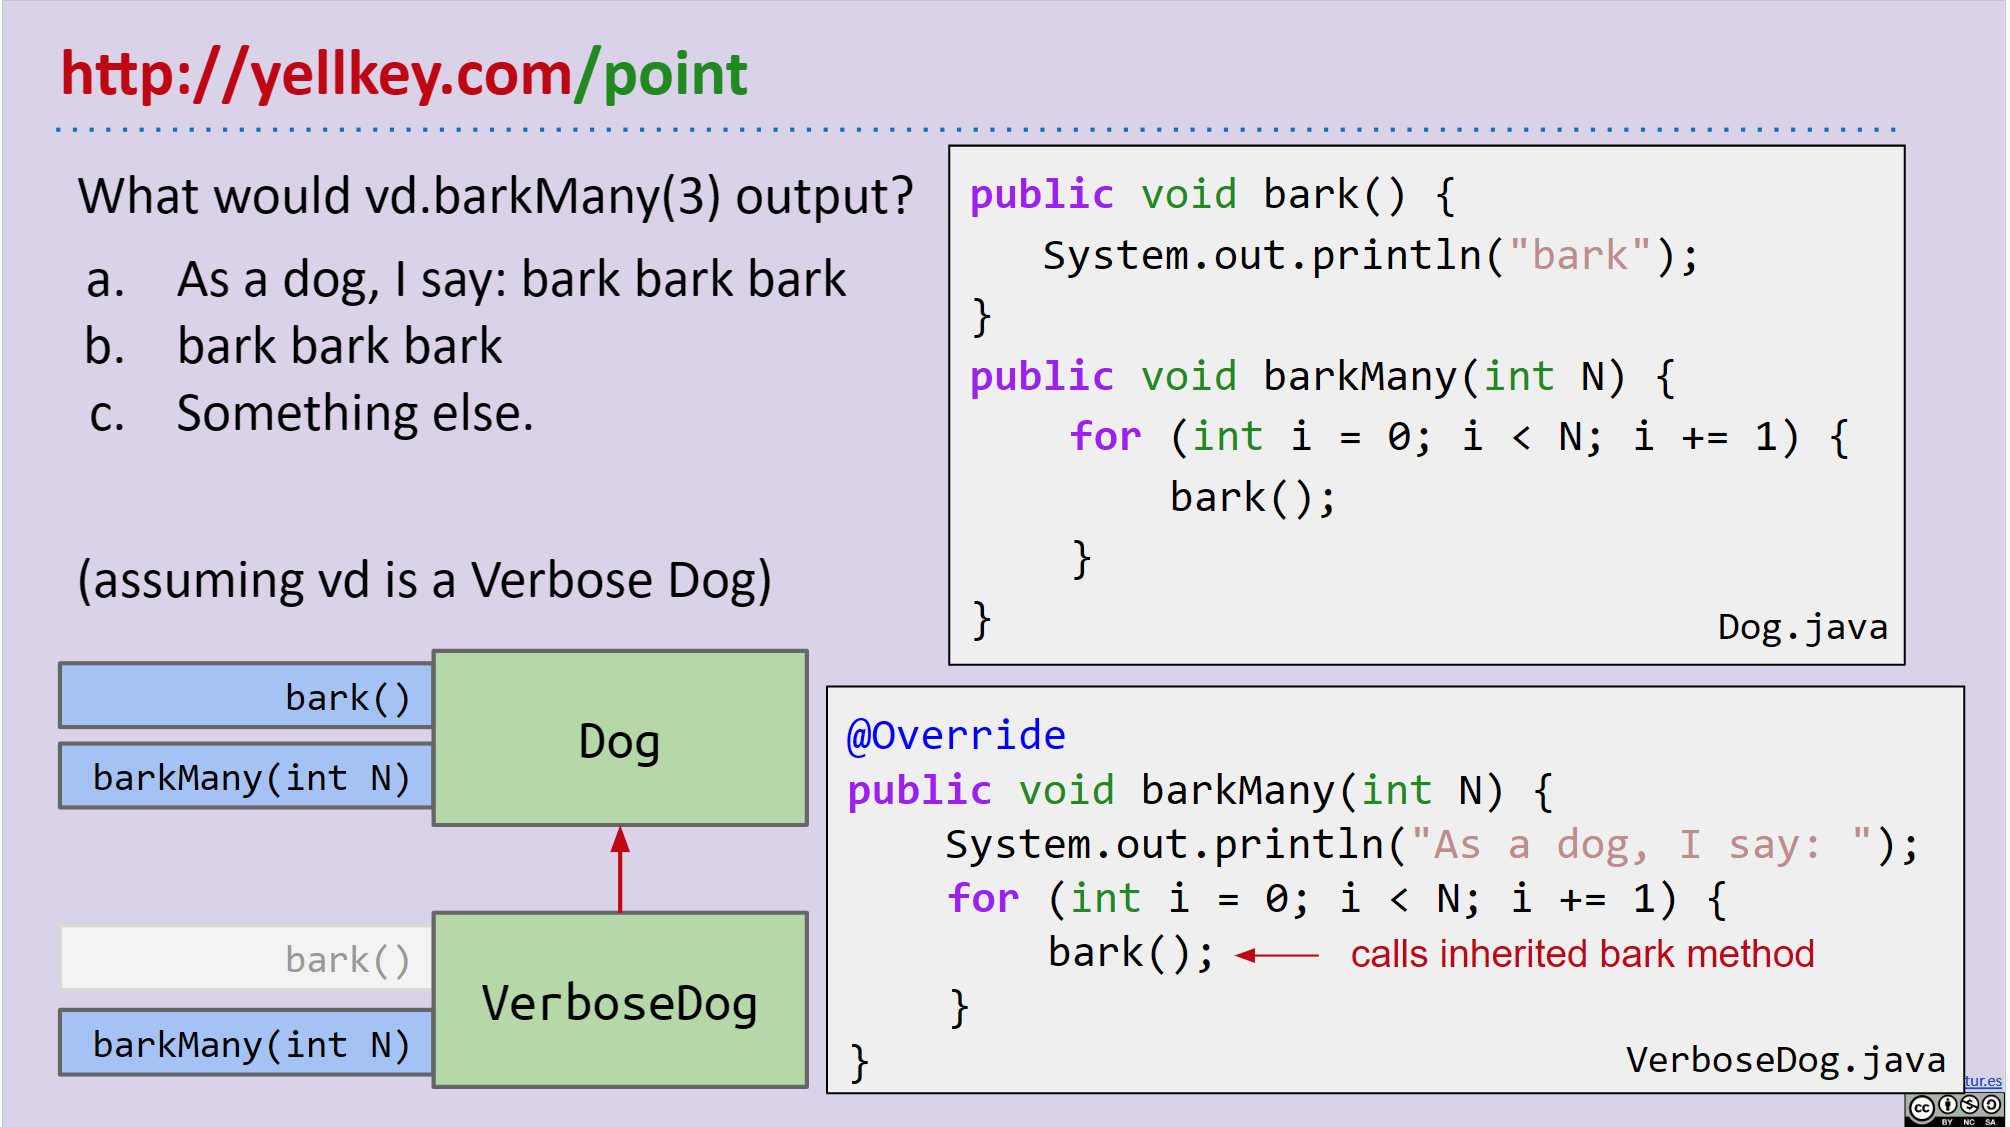 http://yellkey.com/point
What would vd.barkMany(3) output?
a. As a dog, I say: bark bark bark
b. bark bark bark
c. Something else.
(assuming vd is a Verbose Dog)
public void bark() {
System.out.println("bark");
}
public void barkMany(int N) {
for (int i = 0; i < N; i += 1) {
bark();
}
}
Dog.java
bark()
barkMany(int N)
Dog
bark()
barkMany(int N)
VerboseDog
@Override
public void barkMany(int N) {
System.out.println("As a dog, I say: ");
for (int i = 0; i < N; i += 1) {
bark(); calls inherited bark method
}
}
VerboseDog.java
tur.es
cc
BY NC SA